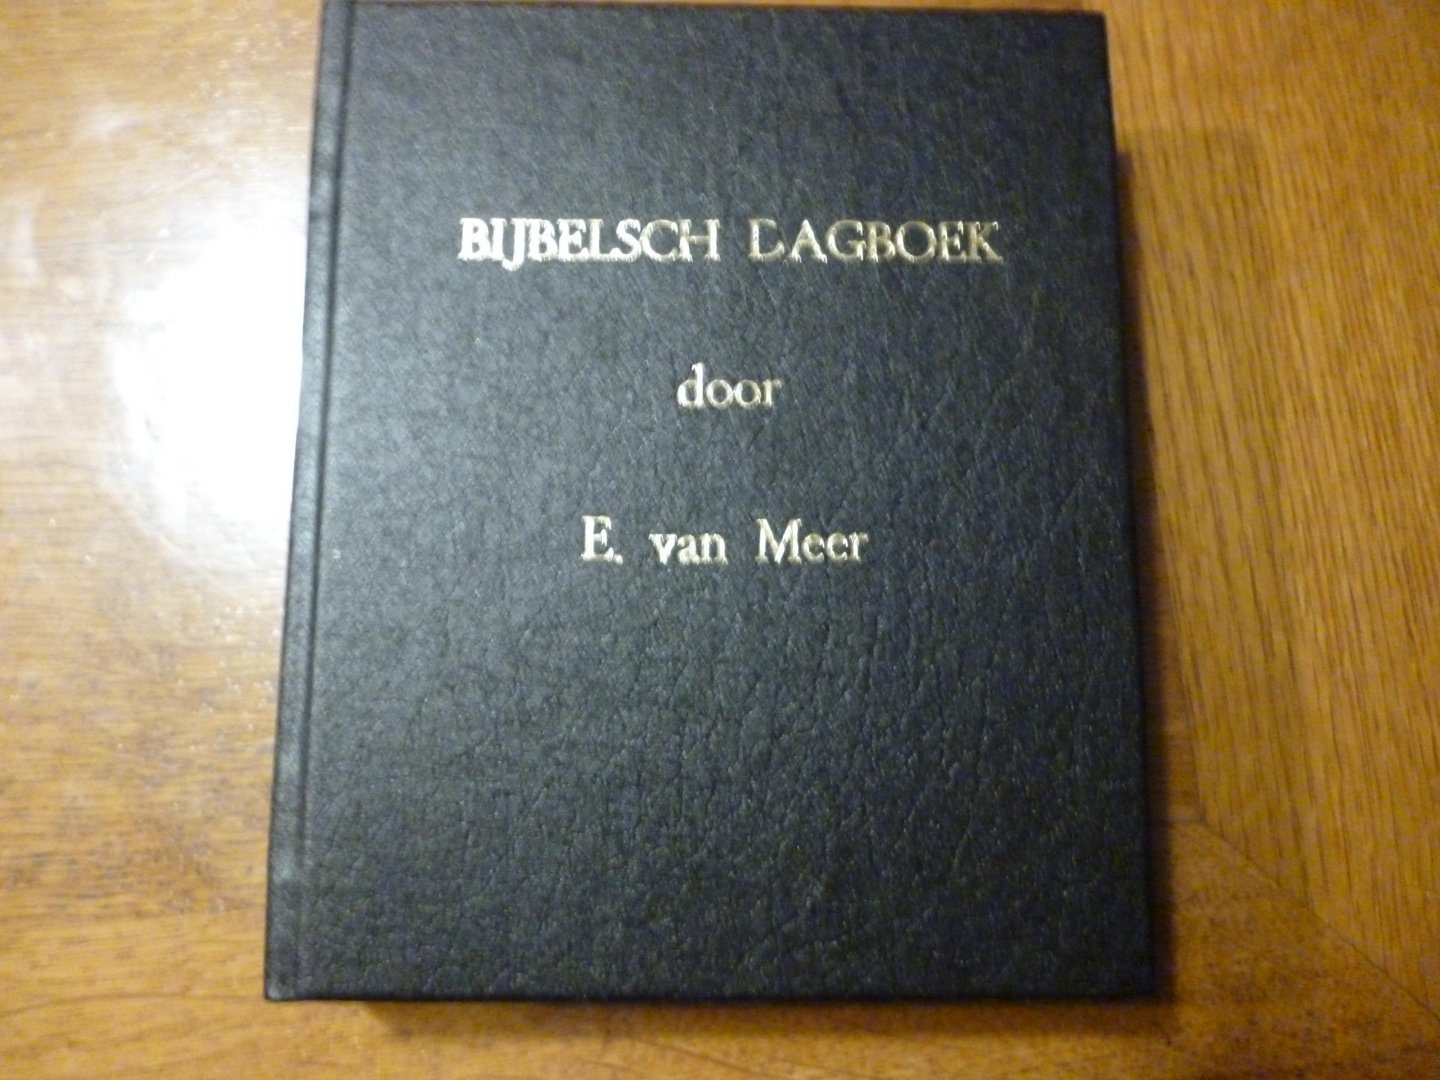 BIJBELSCH DAGBOEK
door
E. van Meer